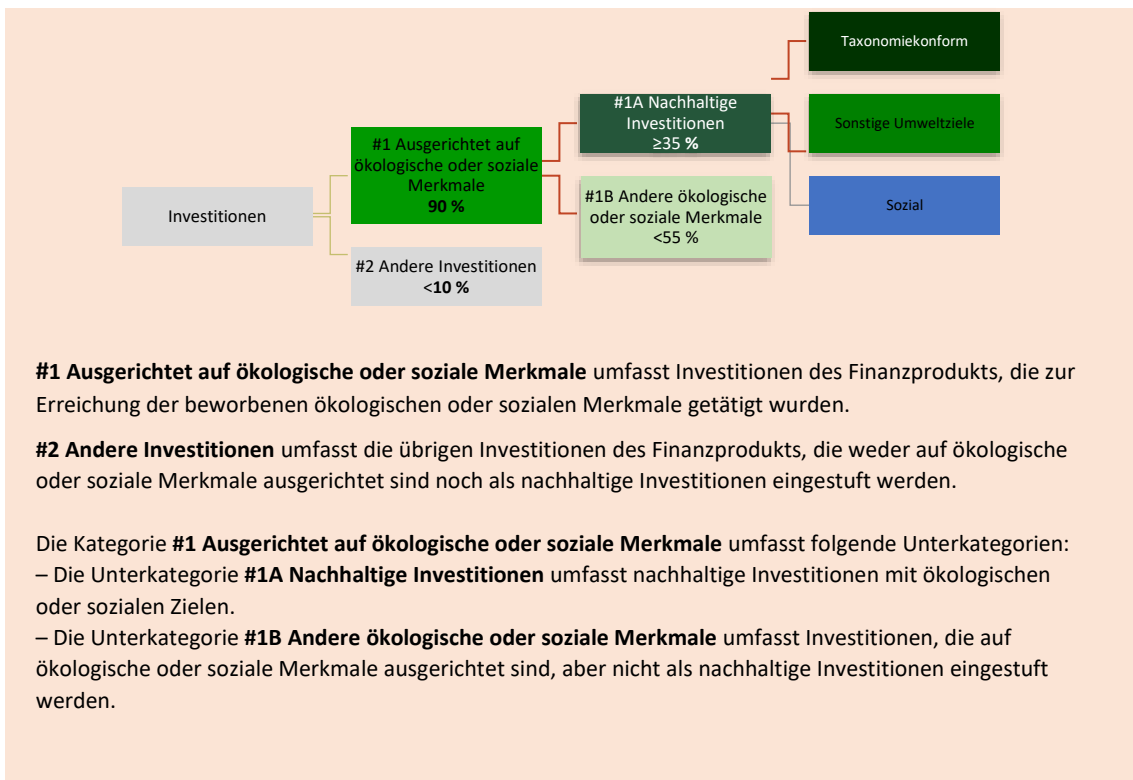 Taxonomiekonform
#1A Nachhaltige
Investitionen
≥35 %
Sonstige Umweltziele
#1 Ausgerichtet auf
ökologische oder soziale
Merkmale
90 %
#1B Andere ökologische
oder soziale Merkmale
<55 %
Sozial
Investitionen
#2 Andere Investitionen
<10 %
#1 Ausgerichtet auf ökologische oder soziale Merkmale umfasst Investitionen des Finanzprodukts, die zur
Erreichung der beworbenen ökologischen oder sozialen Merkmale getätigt wurden.
#2 Andere Investitionen umfasst die übrigen Investitionen des Finanzprodukts, die weder auf ökologische
oder soziale Merkmale ausgerichtet sind noch als nachhaltige Investitionen eingestuft werden.
Die Kategorie #1 Ausgerichtet auf ökologische oder soziale Merkmale umfasst folgende Unterkategorien:
– Die Unterkategorie #1A Nachhaltige Investitionen umfasst nachhaltige Investitionen mit ökologischen
oder sozialen Zielen.
– Die Unterkategorie #1B Andere ökologische oder soziale Merkmale umfasst Investitionen, die auf
ökologische oder soziale Merkmale ausgerichtet sind, aber nicht als nachhaltige Investitionen eingestuft
werden.